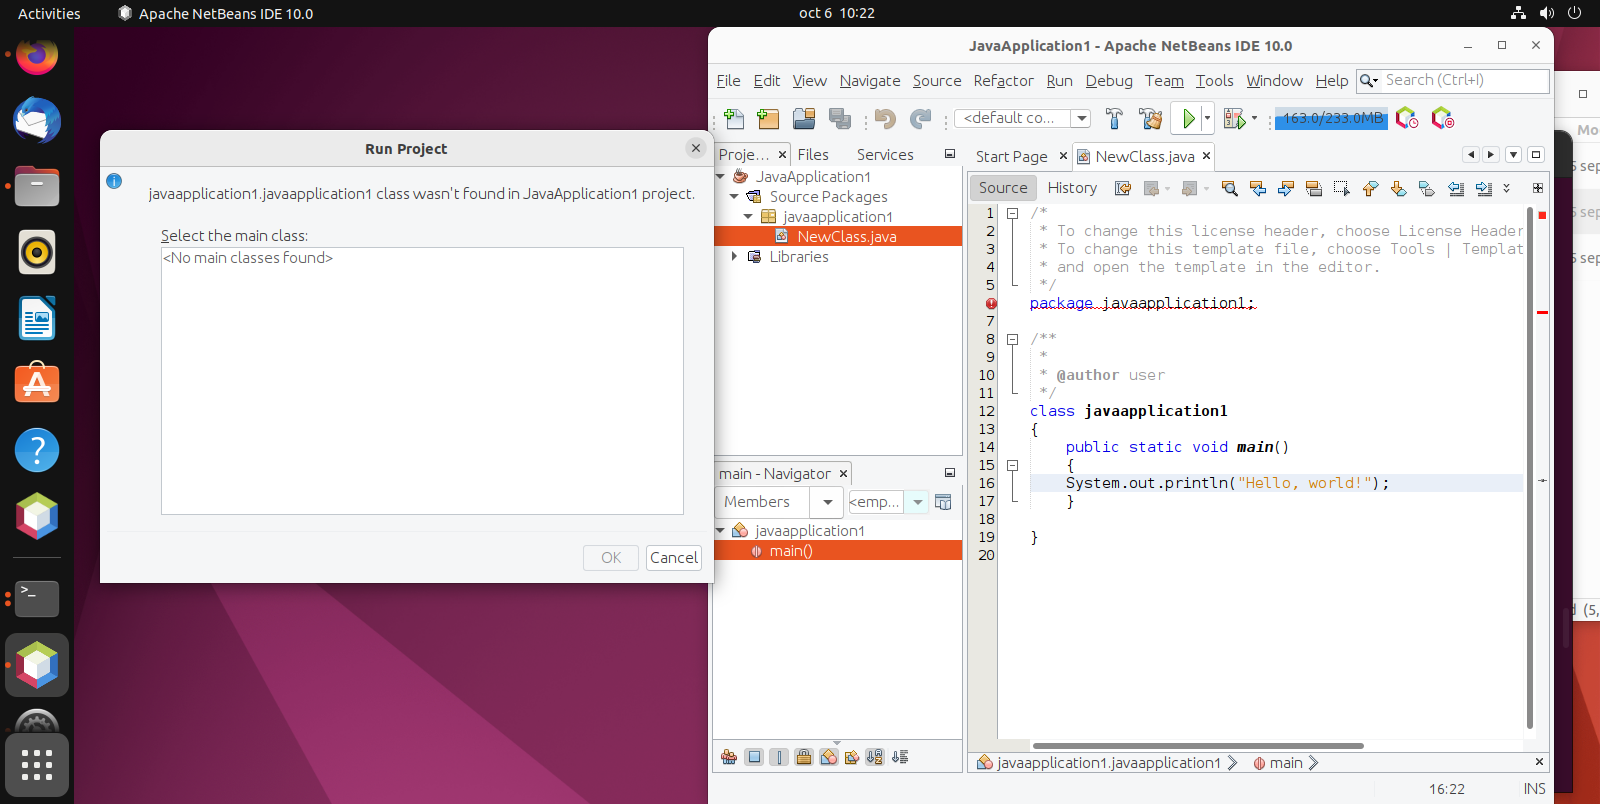 Activities
Apache NetBeans IDE 10.0
oct 6 10:22
JavaApplication1 - Apache NetBeans IDE 10.0
File Edit View Navigate Source Refactor Run Debug Team Tools Window Help
Search (Ctrl+I)
<default co...
163.0/233.0MB
Run Project
javaapplication1.javaapplication1 class wasn't found in JavaApplication1 project.
Select the main class:
<No main classes found>
OK
Cancel
Proje...
Files
Services
JavaApplication1
Source Packages
javaapplication1
NewClass.java
Libraries
main - Navigator
Members
<emp...
javaapplication1
main()
Start Page
NewClass.java
Source
History
1 /*
2 * To change this license header, choose License Header
3 * To change this template file, choose Tools | Templat
4 * and open the template in the editor.
5 */
package javaapplication1;
7
8 /**
9 *
10 * @author user
11 */
12 class javaapplication1
13 {
14 public static void main()
15 {
16 System.out.println("Hello, world!");
17 }
18
19 }
20
javaapplication1.javaapplication1
main
16:22
INS
Mo
5 sep
5 sep
5 sep
d (5,